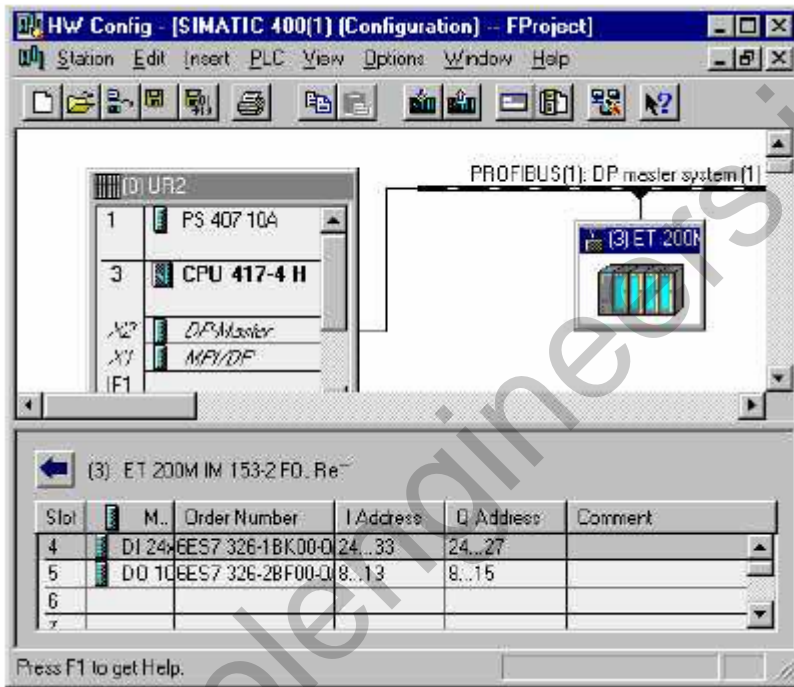 HW Config - [SIMATIC 400(1) (Configuration) -- FProject]
Station Edit Insert PLC View Options Window Help
(0) UR2
1 PS 407 10A
3 CPU 417-4 H
X2 DP-Master
X1 MPI/DP
IF1
PROFIBUS(1): DP master system (1)
(3) ET 200M
(3) ET 200M IM 153-2 FO, Re
Slot M.. Order Number I Address Q Address Comment
4 DI 24x 6ES7 326-1BK00-0 24...33 24...27
5 DO 10 6ES7 326-2BF00-0 8...13 8...15
6
7
Press F1 to get Help.